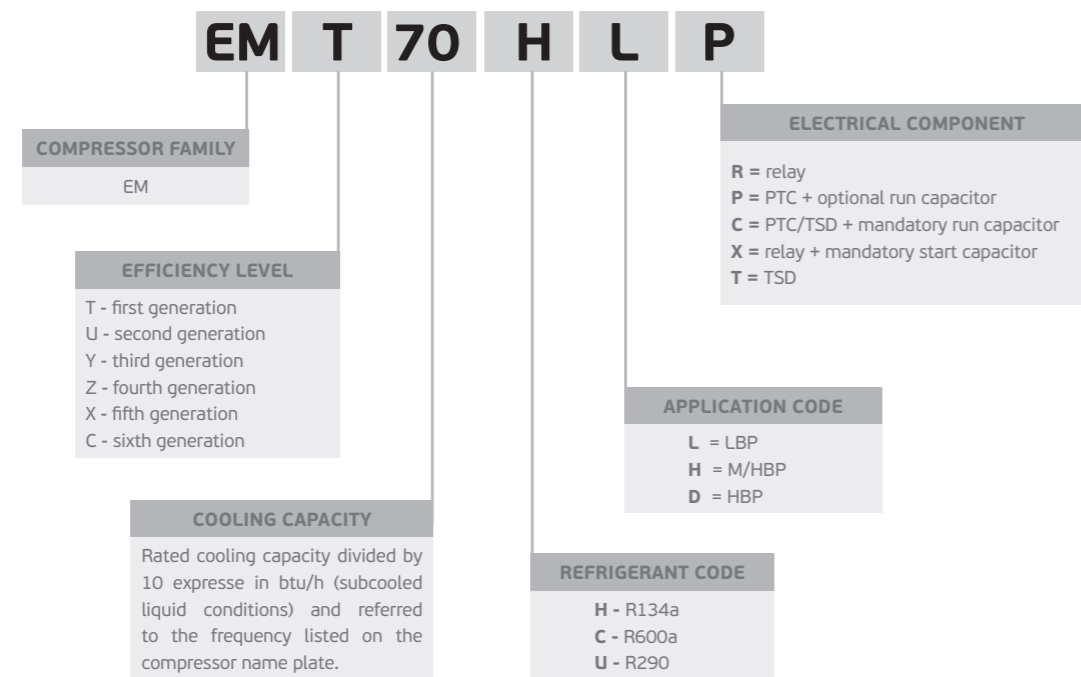 EM T 70 H L P
COMPRESSOR FAMILY
EM
EFFICIENCY LEVEL
T - first generation
U - second generation
Y - third generation
Z - fourth generation
X - fifth generation
C - sixth generation
COOLING CAPACITY
Rated cooling capacity divided by
10 expresse in btu/h (subcooled
liquid conditions) and referred
to the frequency listed on the
compressor name plate.
REFRIGERANT CODE
H - R134a
C - R600a
U - R290
APPLICATION CODE
L = LBP
H = M/HBP
D = HBP
ELECTRICAL COMPONENT
R = relay
P = PTC + optional run capacitor
C = PTC/TSD + mandatory run capacitor
X = relay + mandatory start capacitor
T = TSD